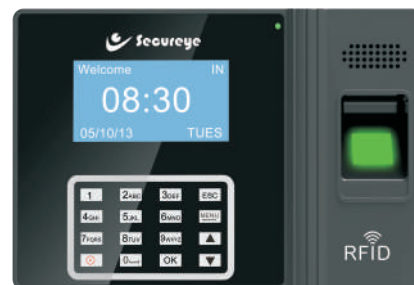 Secureye
Welcome IN
08:30
05/10/13 TUES
1 2ABC 3DEF ESC
4GHI 5JKL 6MNO MENU
7PQRS 8TUV 9WXYZ
0 OK
RFID